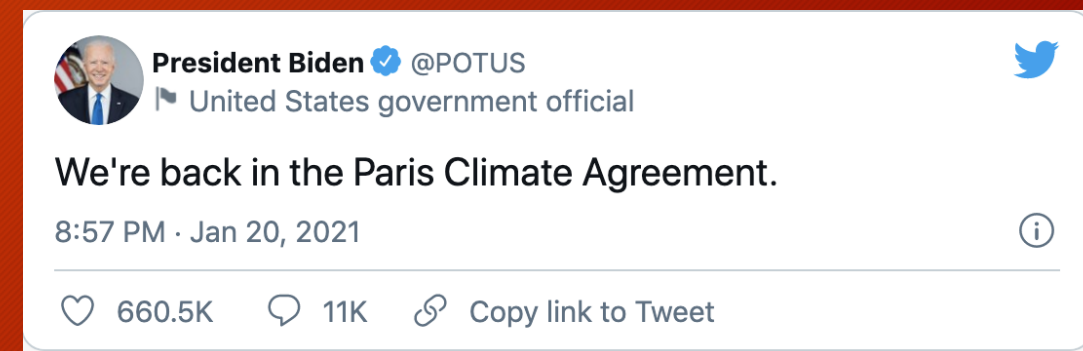 President Biden @POTUS
United States government official
We're back in the Paris Climate Agreement.
8:57 PM · Jan 20, 2021
660.5K 11K Copy link to Tweet